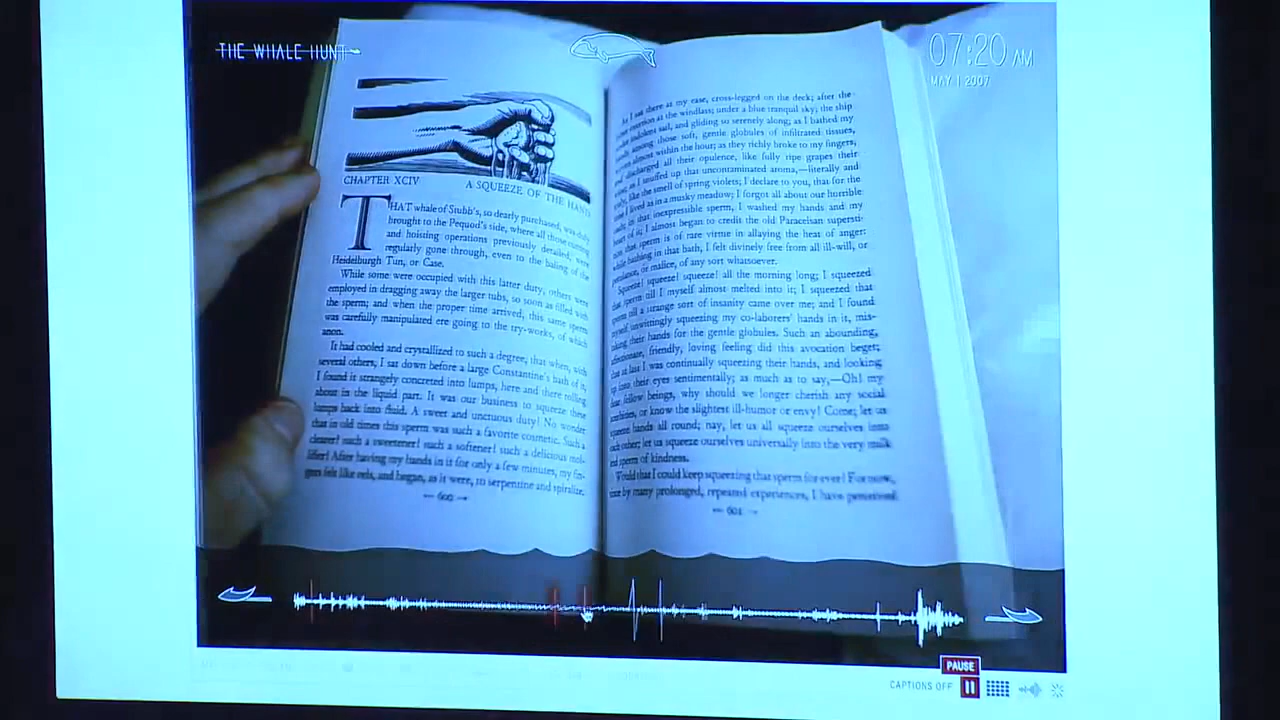 THE WHALE HUNT
07:20 AM
MAY 1 2007
CHAPTER XCIV
A SQUEEZE OF THE HAND
THAT whale of Stubb's, so dearly purchased, was duly
brought to the Pequod's side, where all those cutting
and hoisting operations previously detailed, were
regularly gone through, even to the baling of the
Heidelburgh Tun, or Case.
While some were occupied with this latter duty, others were
employed in dragging away the larger tubs, so soon as filled with
the sperm; and when the proper time arrived, this same sperm
was carefully manipulated ere going to the try-works, of which
anon.
It had cooled and crystallized to such a degree, that when, with
several others, I sat down before a large Constantine's bath of it,
I found it strangely concreted into lumps, here and there rolling
about in the liquid part. It was our business to squeeze these
lumps back into fluid. A sweet and unctuous duty! No wonder
that in old times this sperm was such a favorite cosmetic. Such a
clearer! such a sweetener! such a softener! such a delicious mol-
lifier! After having my hands in it for only a few minutes, my fin-
gers felt like eels, and began, as it were, to serpentine and spiralize.
600
As I sat there at my ease, cross-legged on the deck; after the
exertion at the windlass; under a blue tranquil sky; the ship
indolent sail, and gliding so serenely along; as I bathed my
among those soft, gentle globules of infiltrated tissues,
almost within the hour; as they richly broke to my fingers,
discharged all their opulence, like fully ripe grapes their
as I snuffed up that uncontaminated aroma,—literally and
like the smell of spring violets; I declare to you, that for the
I lived as in a musky meadow; I forgot all about our horrible
in that inexpressible sperm, I washed my hands and my
heart of it; I almost began to credit the old Paracelsan supersti-
tion that sperm is of rare virtue in allaying the heat of anger:
while bathing in that bath, I felt divinely free from all ill-will, or
petulance, or malice, of any sort whatsoever.
Squeeze! squeeze! squeeze! all the morning long; I squeezed
that sperm till I myself almost melted into it; I squeezed that
sperm till a strange sort of insanity came over me; and I found
myself unwittingly squeezing my co-laborers' hands in it, mis-
taking their hands for the gentle globules. Such an abounding,
affectionate, friendly, loving feeling did this avocation beget;
that at last I was continually squeezing their hands, and looking
up into their eyes sentimentally; as much as to say,—Oh! my
dear fellow beings, why should we longer cherish any social
acerbities, or know the slightest ill-humor or envy! Come; let us
squeeze hands all round; nay, let us all squeeze ourselves into
each other; let us squeeze ourselves universally into the very milk
and sperm of kindness.
Would that I could keep squeezing that sperm for ever! For now,
since by many prolonged, repeated experiences, I have perceived
601
PAUSE
CAPTIONS OFF